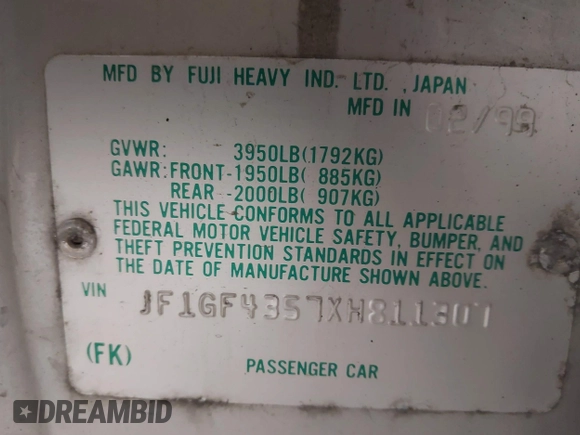 MFD BY FUJI HEAVY IND. LTD. , JAPAN
MFD IN 02/99
GVWR: 3950LB(1792KG)
GAWR:FRONT-1950LB( 885KG)
REAR -2000LB( 907KG)
THIS VEHICLE CONFORMS TO ALL APPLICABLE
FEDERAL MOTOR VEHICLE SAFETY, BUMPER, AND
THEFT PREVENTION STANDARDS IN EFFECT ON
THE DATE OF MANUFACTURE SHOWN ABOVE.
VIN JF1GF4357XH811307
(FK) PASSENGER CAR
DREAMBID